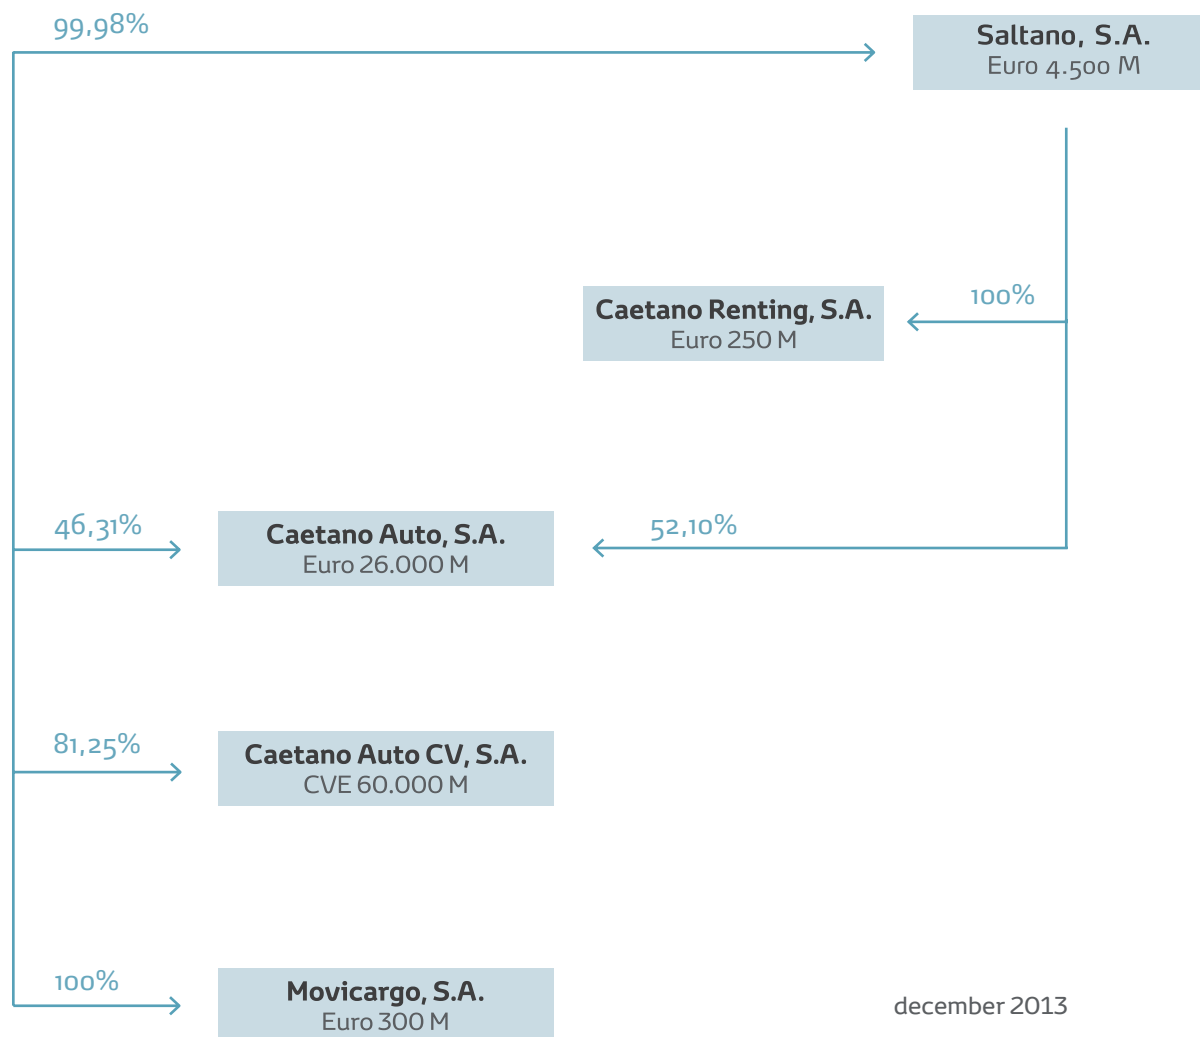 99,98%
Saltano, S.A.
Euro 4.500 M
100%
Caetano Renting, S.A.
Euro 250 M
46,31%
Caetano Auto, S.A.
Euro 26.000 M
52,10%
81,25%
Caetano Auto CV, S.A.
CVE 60.000 M
100%
Movicargo, S.A.
Euro 300 M
december 2013